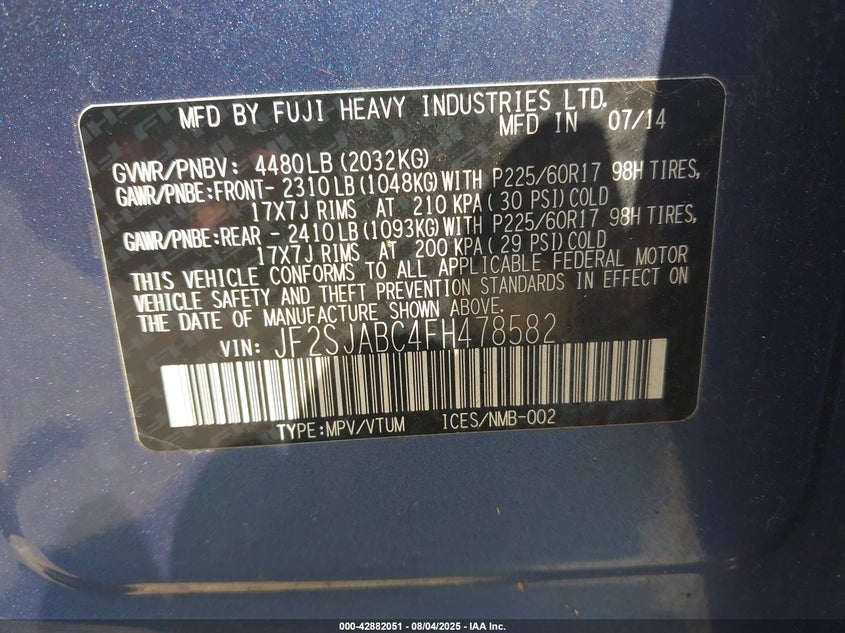 MFD BY FUJI HEAVY INDUSTRIES LTD.
MFD IN 07/14
GVWR/PNBV: 4480LB(2032KG)
GAWR/PNBE:FRONT- 2310LB(1048KG)WITH P225/60R17 98H TIRES,
17X7J RIMS AT 210 KPA( 30 PSI)COLD
GAWR/PNBE:REAR - 2410LB(1093KG)WITH P225/60R17 98H TIRES,
17X7J RIMS AT 200 KPA( 29 PSI)COLD
THIS VEHICLE CONFORMS TO ALL APPLICABLE FEDERAL MOTOR
VEHICLE SAFETY AND THEFT PREVENTION STANDARDS IN EFFECT ON
THE DATE OF MANUFACTURE SHOWN ABOVE.
VIN: JF2SJABC4FH478582
TYPE:MPV/VTUM ICES/NMB-002
000-42882051 - 08/04/2025 - IAA Inc.